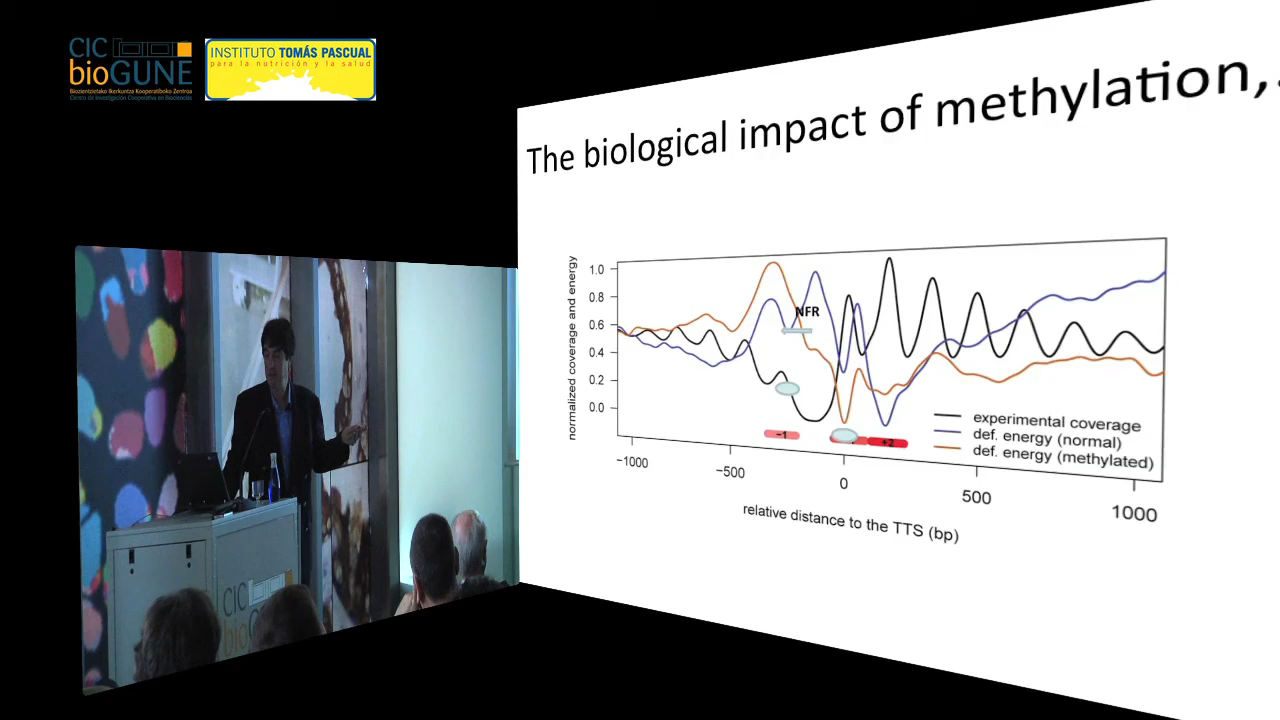 CIC
bioGUNE
Biozientzietako Ikerkuntza Kooperatiboko Zentroa
Centro de Investigación Cooperativa en Biociencias
INSTITUTO TOMÁS PASCUAL
para la nutrición y la salud
The biological impact of methylation,.
normalized coverage and energy
1.0
0.8
0.6
0.4
0.2
0.0
NFR
−1
+2
experimental coverage
def. energy (normal)
def. energy (methylated)
−1000
−500
0
500
1000
relative distance to the TTS (bp)
CIC
bioG